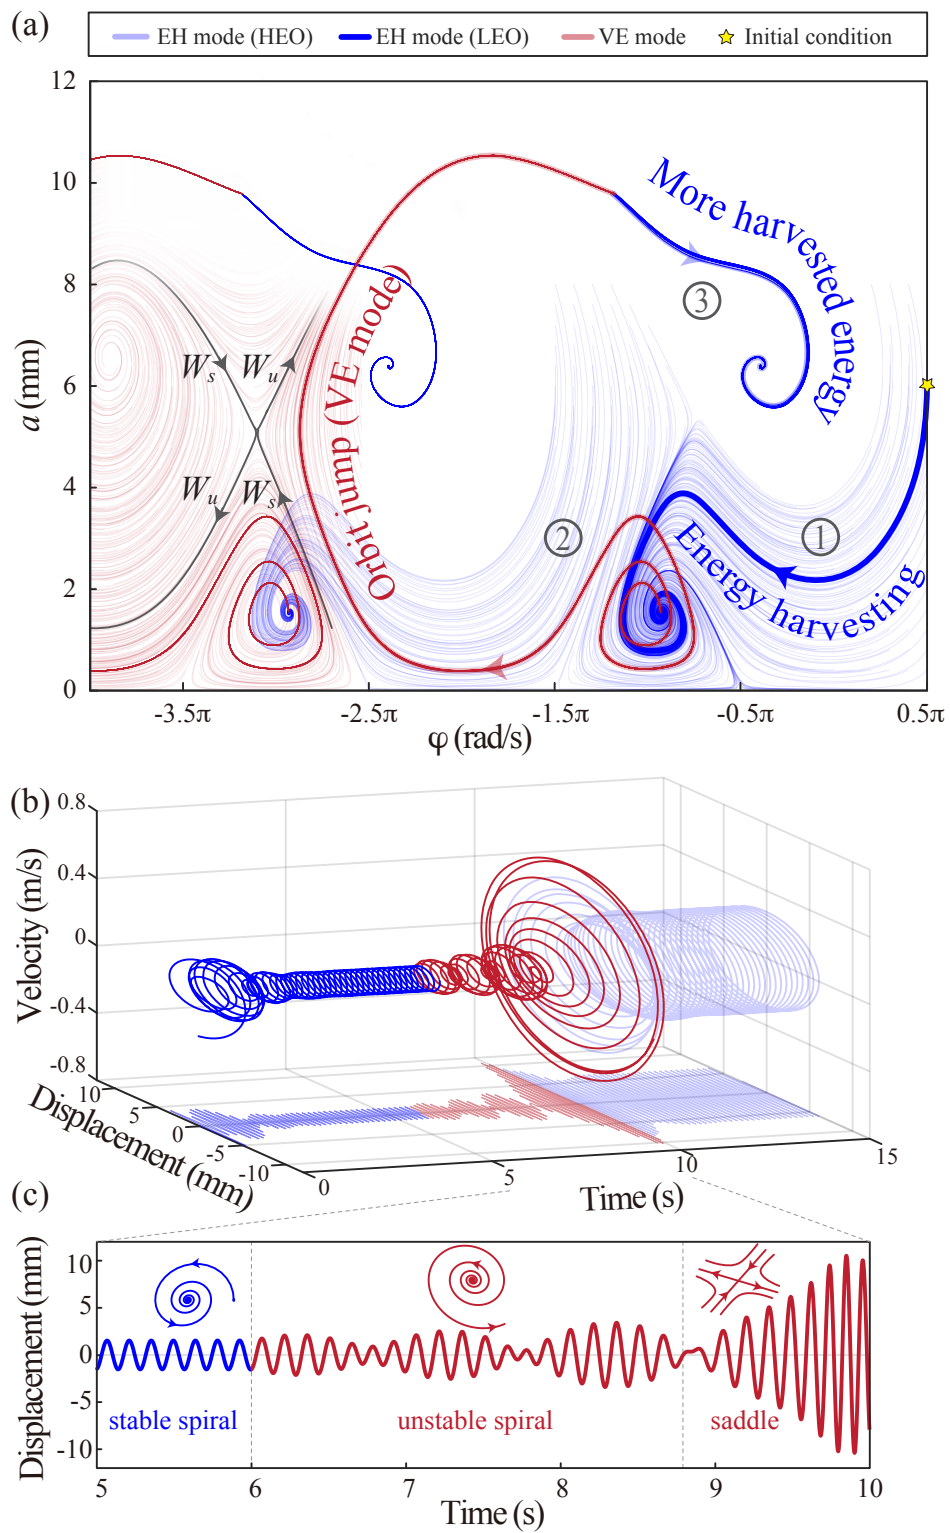 (a)
EH mode (HEO) EH mode (LEO) VE mode Initial condition
12
10
8
6
4
2
0
a (mm)
More harvested energy
Orbit jump (VE mode)
Energy harvesting
1
2
3
Ws Wu
Wu Ws
-3.5π -2.5π -1.5π -0.5π 0.5π
φ (rad/s)
(b)
0.8
0.4
0
-0.4
-0.8
Velocity (m/s)
10
5
0
-5
-10
Displacement (mm)
0 5 10 15
Time (s)
(c)
10
5
0
-5
-10
Displacement (mm)
stable spiral unstable spiral saddle
5 6 7 8 9 10
Time (s)